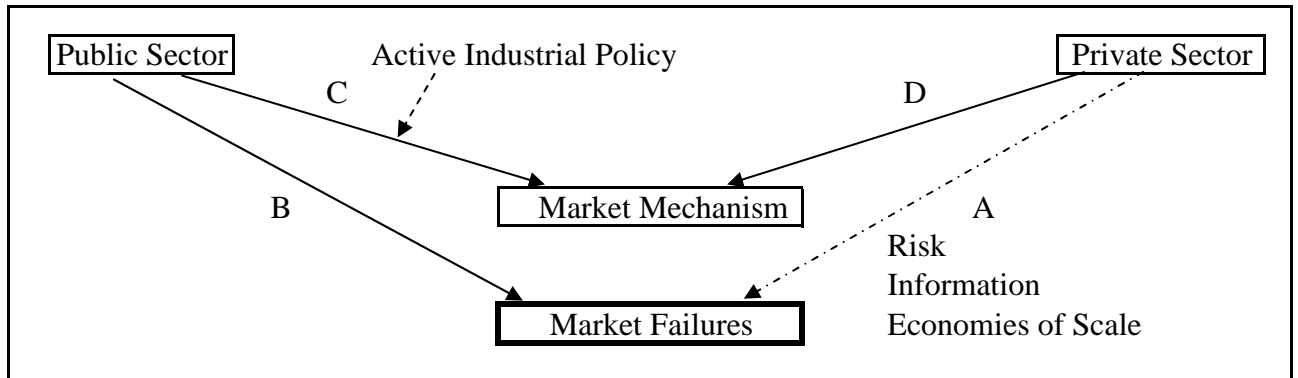 Public Sector
Active Industrial Policy
Private Sector
C
D
B
Market Mechanism
A
Risk
Information
Economies of Scale
Market Failures